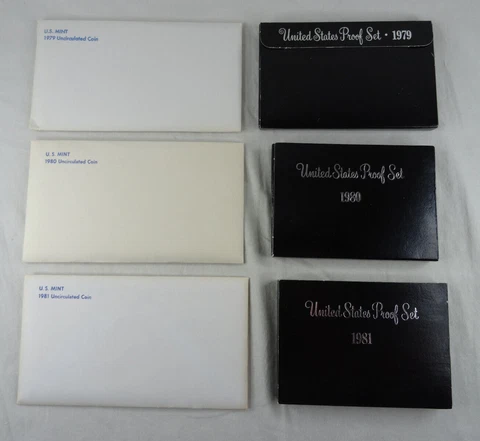 U.S. MINT
1979 Uncirculated Coin
United States Proof Set · 1979
U.S. MINT
1980 Uncirculated Coin
United States Proof Set
1980
U.S. MINT
1981 Uncirculated Coin
United States Proof Set
1981